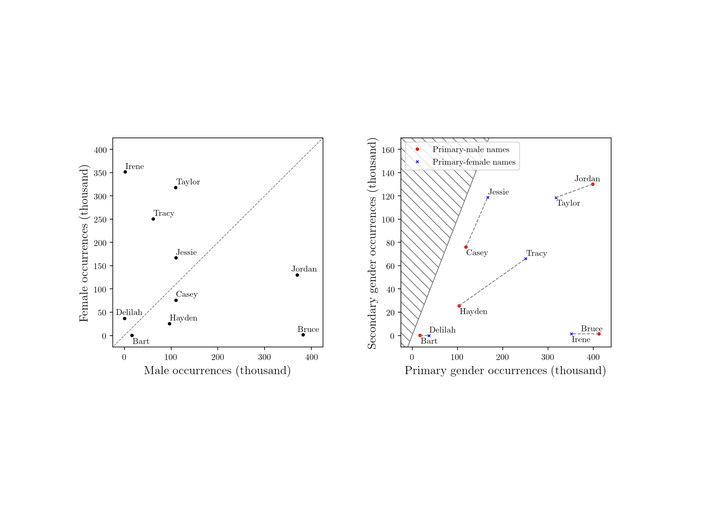 400
350
300
250
200
150
100
50
0
Female occurrences (thousand)
Irene
Taylor
Tracy
Jessie
Jordan
Casey
Delilah
Hayden
Bart
Bruce
0 100 200 300 400
Male occurrences (thousand)
160
140
120
100
80
60
40
20
0
Secondary gender occurrences (thousand)
Primary-male names
Primary-female names
Jordan
Jessie
Taylor
Casey
Tracy
Hayden
Delilah
Bruce
Bart
Irene
0 100 200 300 400
Primary gender occurrences (thousand)